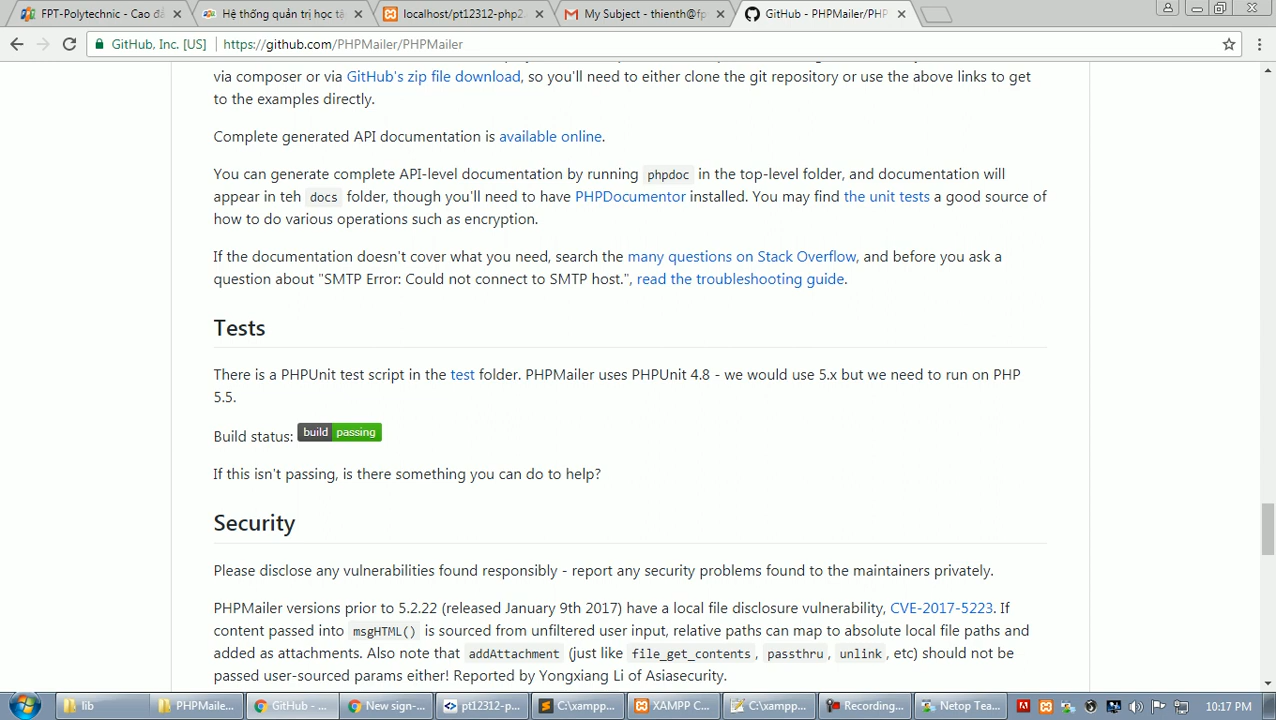 FPT-Polytechnic - Cao đẳ
Hệ thống quản trị học tậ
localhost/pt12312-php2
My Subject - thienth@fp
GitHub - PHPMailer/PHP
GitHub, Inc. [US]
https://github.com/PHPMailer/PHPMailer
via composer or via GitHub's zip file download, so you'll need to either clone the git repository or use the above links to get
to the examples directly.
Complete generated API documentation is available online.
You can generate complete API-level documentation by running phpdoc in the top-level folder, and documentation will
appear in teh docs folder, though you'll need to have PHPDocumentor installed. You may find the unit tests a good source of
how to do various operations such as encryption.
If the documentation doesn't cover what you need, search the many questions on Stack Overflow, and before you ask a
question about "SMTP Error: Could not connect to SMTP host.", read the troubleshooting guide.
Tests
There is a PHPUnit test script in the test folder. PHPMailer uses PHPUnit 4.8 - we would use 5.x but we need to run on PHP
5.5.
Build status: build passing
If this isn't passing, is there something you can do to help?
Security
Please disclose any vulnerabilities found responsibly - report any security problems found to the maintainers privately.
PHPMailer versions prior to 5.2.22 (released January 9th 2017) have a local file disclosure vulnerability, CVE-2017-5223. If
content passed into msgHTML() is sourced from unfiltered user input, relative paths can map to absolute local file paths and
added as attachments. Also note that addAttachment (just like file_get_contents, passthru, unlink, etc) should not be
passed user-sourced params either! Reported by Yongxiang Li of Asiasecurity.
lib
PHPMaile...
GitHub - ...
New sign-...
pt12312-p...
C:\xampp...
XAMPP C...
C:\xampp...
Recording...
Netop Tea...
10:17 PM